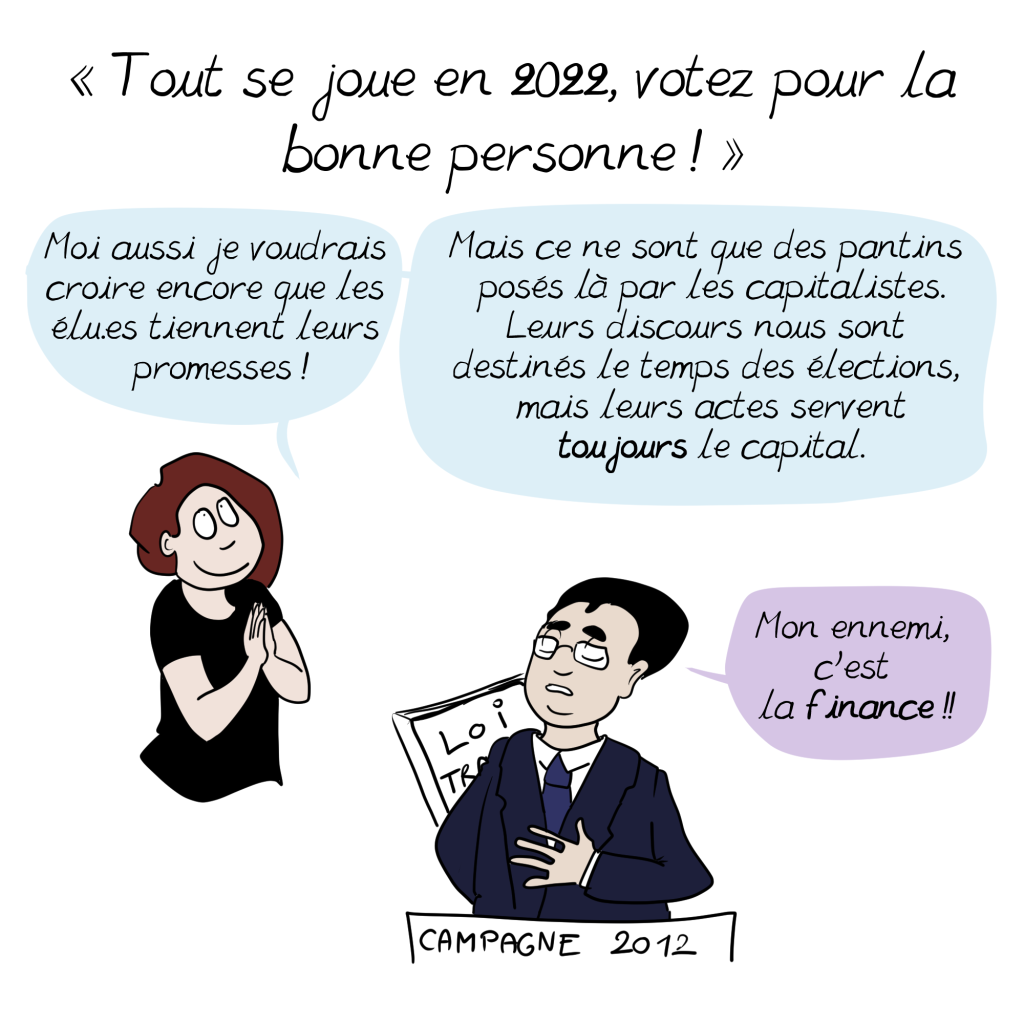 « Tout se joue en 2022, votez pour la
bonne personne ! »
Moi aussi je voudrais
croire encore que les
élu.es tiennent leurs
promesses !
Mais ce ne sont que des pantins
posés là par les capitalistes.
Leurs discours nous sont
destinés le temps des élections,
mais leurs actes servent
toujours le capital.
Mon ennemi,
c'est
la finance !!
LOi
TRA
CAMPAGNE 2012